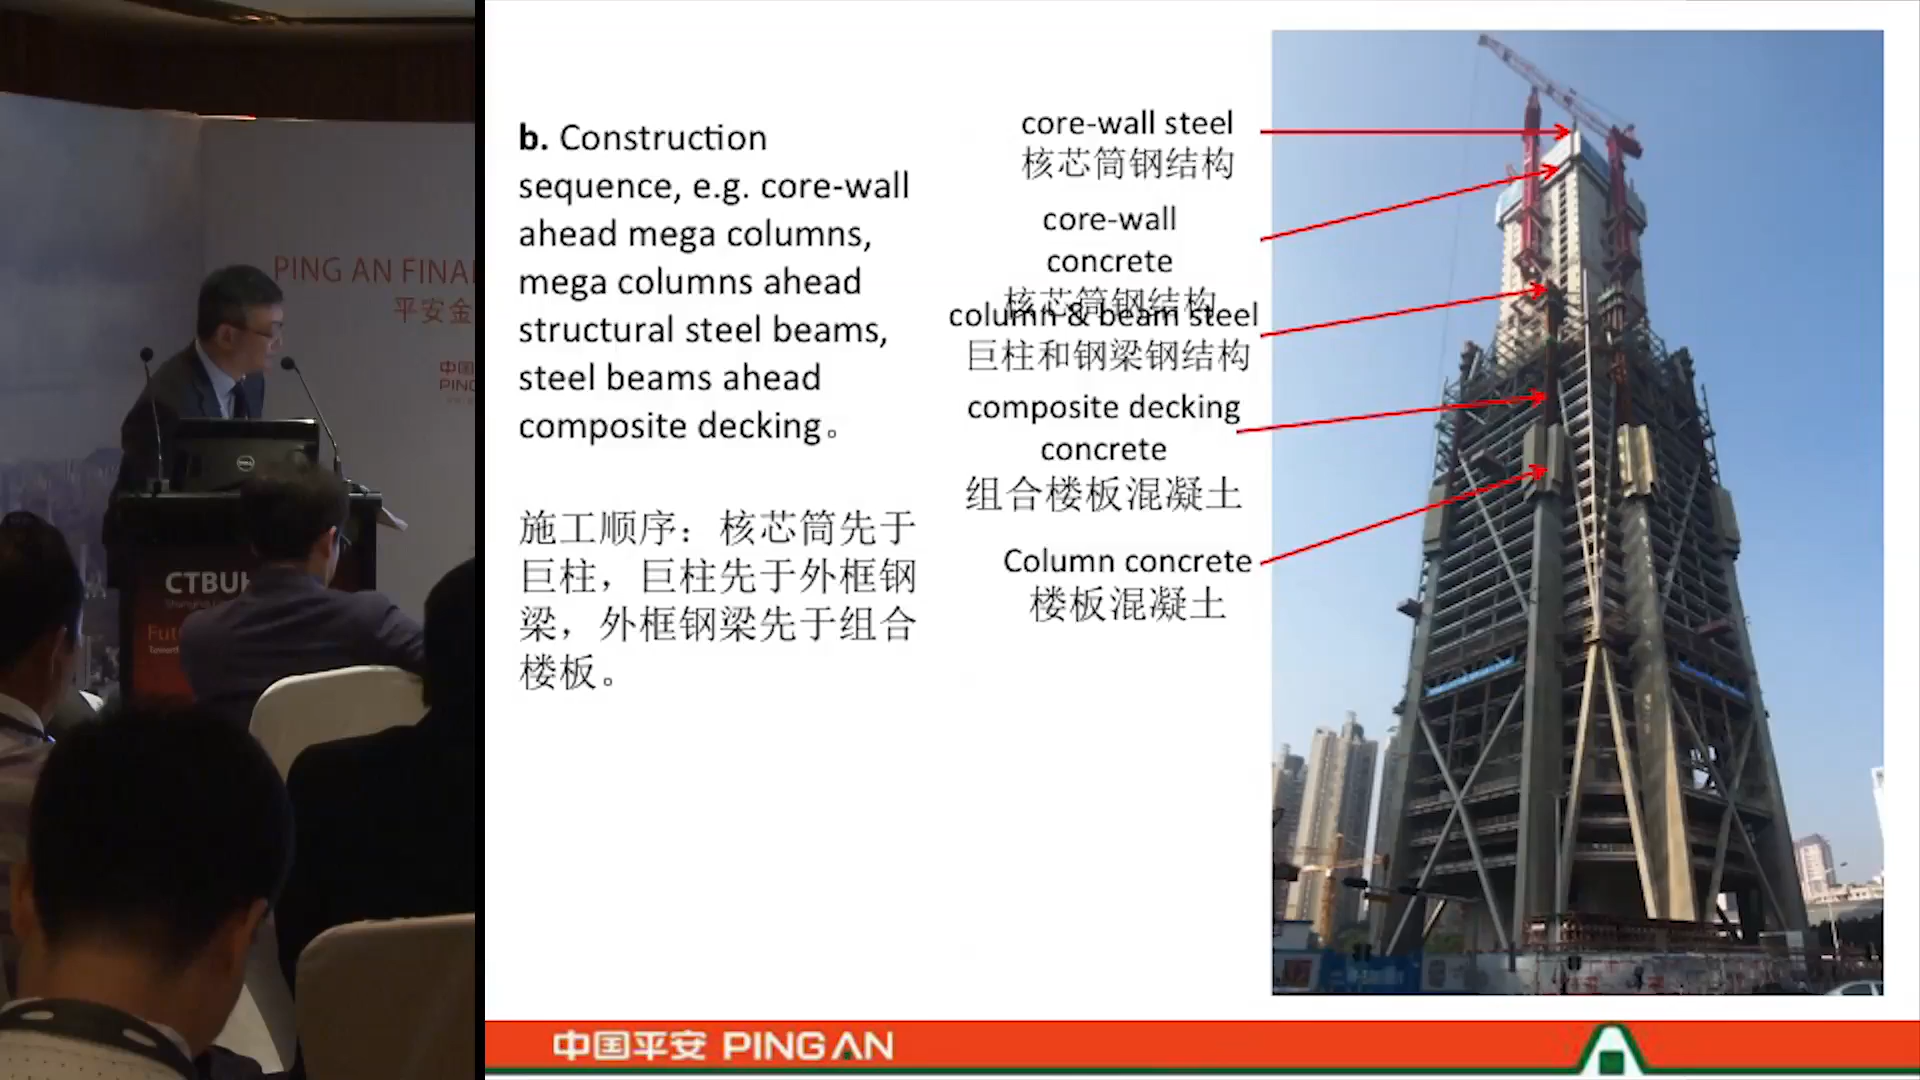 PING AN FINA
平安金
中国
PING
CTBUH
Futu
b. Construction
sequence, e.g. core-wall
ahead mega columns,
mega columns ahead
structural steel beams,
steel beams ahead
composite decking。
施工顺序：核芯筒先于
巨柱，巨柱先于外框钢
梁，外框钢梁先于组合
楼板。
core-wall steel
核芯筒钢结构
core-wall
concrete
核芯筒钢结构
column & beam steel
巨柱和钢梁钢结构
composite decking
concrete
组合楼板混凝土
Column concrete
楼板混凝土
中国平安 PING AN